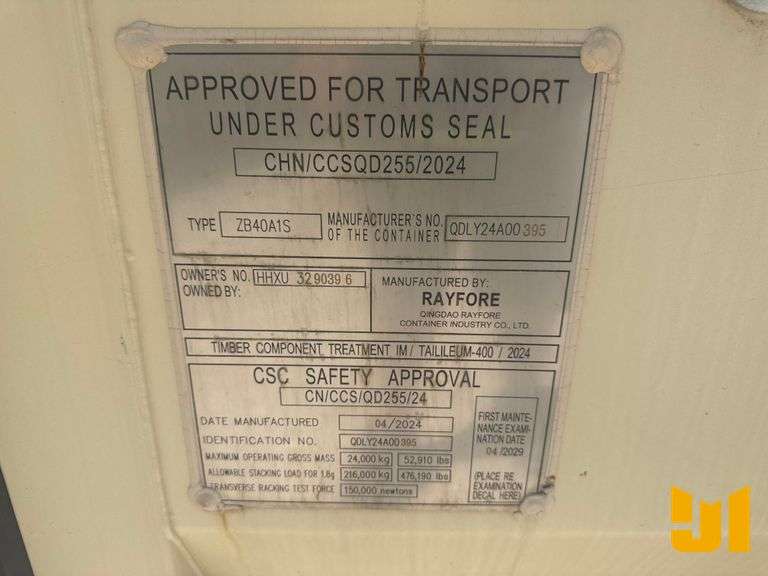 APPROVED FOR TRANSPORT
UNDER CUSTOMS SEAL
CHN/CCSQD255/2024
TYPE ZB40A1S MANUFACTURER'S NO. OF THE CONTAINER QDLY24A00395
OWNER'S NO. HHXU 329039 6
OWNED BY:
MANUFACTURED BY:
RAYFORE
QINGDAO RAYFORE
CONTAINER INDUSTRY CO., LTD.
TIMBER COMPONENT TREATMENT IM / TAILILEUM-400 / 2024
CSC SAFETY APPROVAL
CN/CCS/QD255/24
DATE MANUFACTURED 04/2024
IDENTIFICATION NO. QDLY24A00395
MAXIMUM OPERATING GROSS MASS 24,000 kg 52,910 lbs
ALLOWABLE STACKING LOAD FOR 1.8g 216,000 kg 476,190 lbs
TRANSVERSE RACKING TEST FORCE 150,000 newtons
FIRST MAINTE-
NANCE EXAMI-
NATION DATE
04/2029
(PLACE RE
EXAMINATION
DECAL HERE)